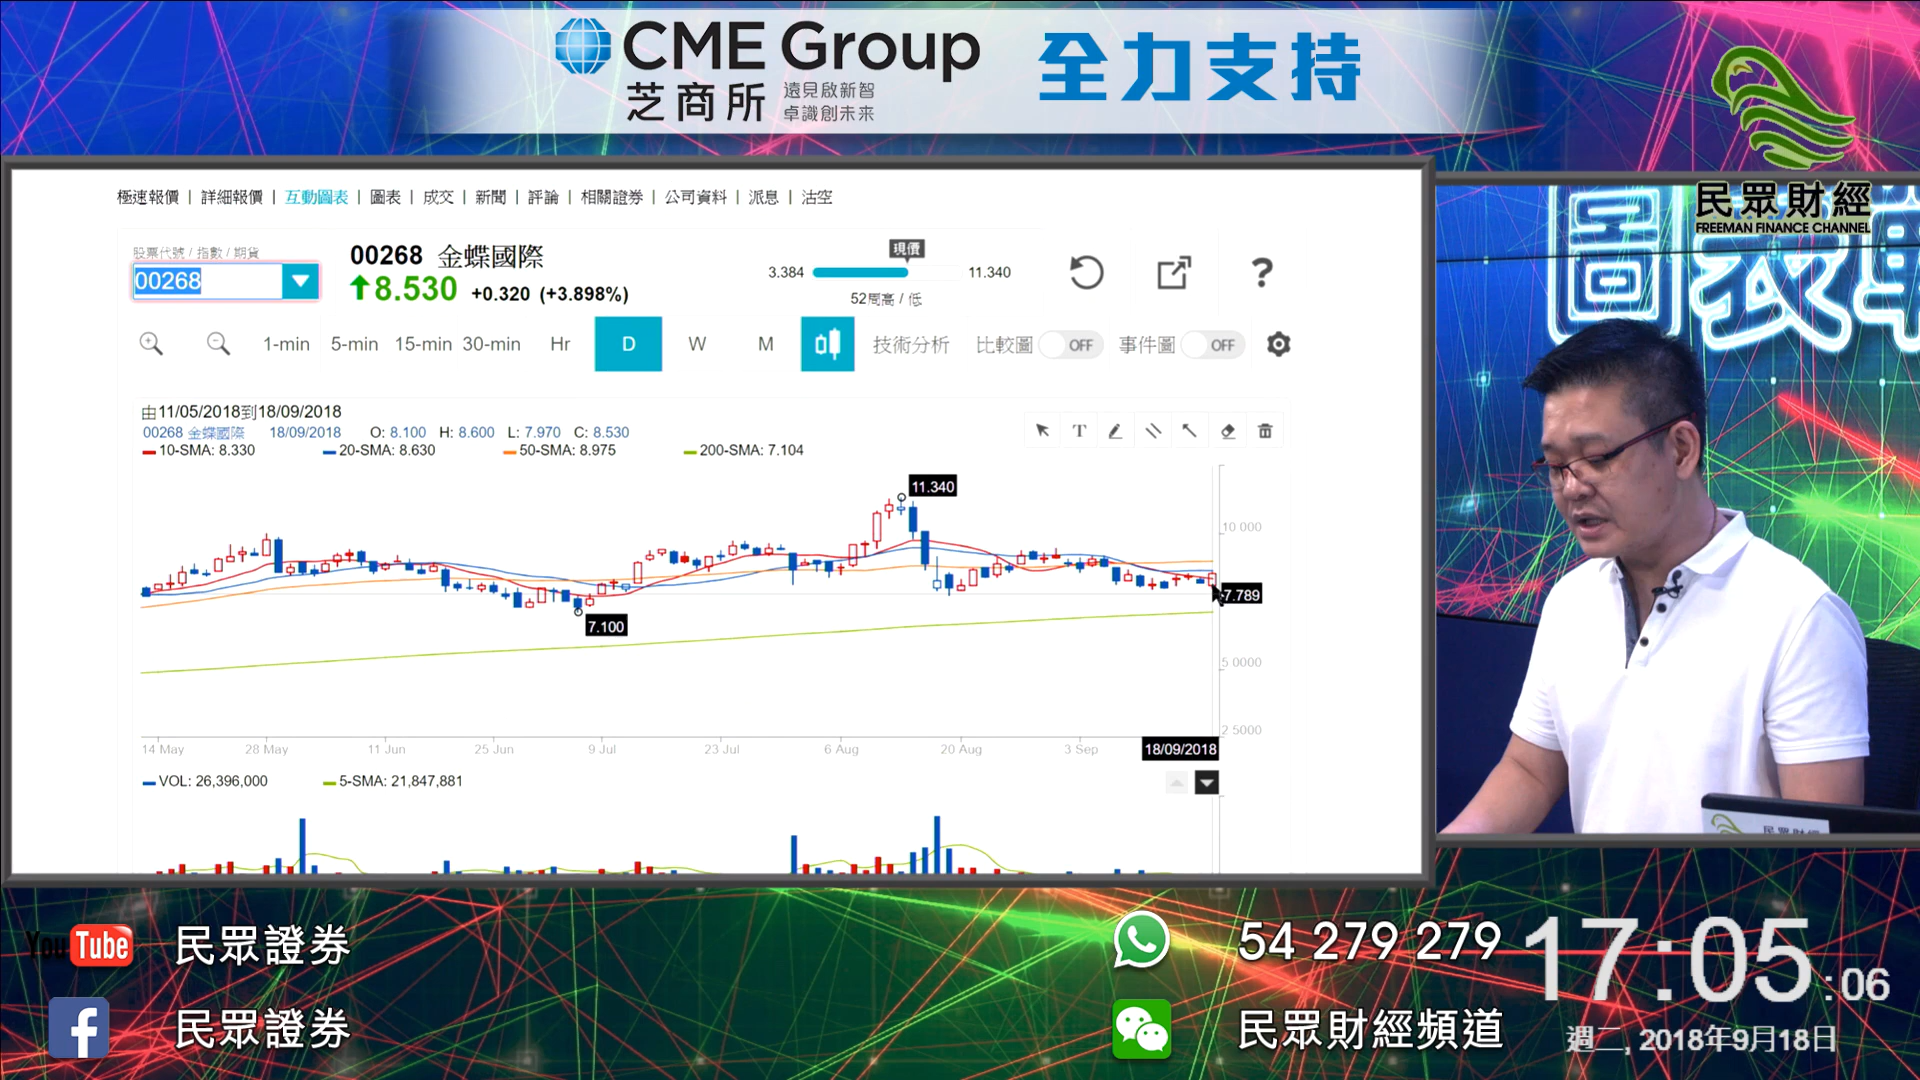 CME Group
芝商所
遠見啟新智
卓識創未来
全力支持
民眾財經
FREEMAN FINANCE CHANNEL
圖表
極速報價 | 詳細報價 | 互動圖表 | 圖表 | 成交 | 新聞 | 評論 | 相關證券 | 公司資料 | 派息 | 沽空
股票代號 / 指數 / 期貨
00268
00268 金蝶國際
8.530 +0.320 (+3.898%)
現價
3.384 11.340
52周高 / 低
?
1-min 5-min 15-min 30-min Hr D W M 技術分析 比較圖 OFF 事件圖 OFF
由11/05/2018到18/09/2018
00268 金蝶國際 18/09/2018 O: 8.100 H: 8.600 L: 7.970 C: 8.530
10-SMA: 8.330 20-SMA: 8.630 50-SMA: 8.975 200-SMA: 7.104
T
11.340
10 000
7.789
7.100
5 0000
2 5000
14 May 28 May 11 Jun 25 Jun 9 Jul 23 Jul 6 Aug 20 Aug 3 Sep 18/09/2018
VOL: 26,396,000 5-SMA: 21,847,881
YouTube 民眾證券
f 民眾證券
54 279 279
民眾財經頻道
17:05:06
週二, 2018年9月18日